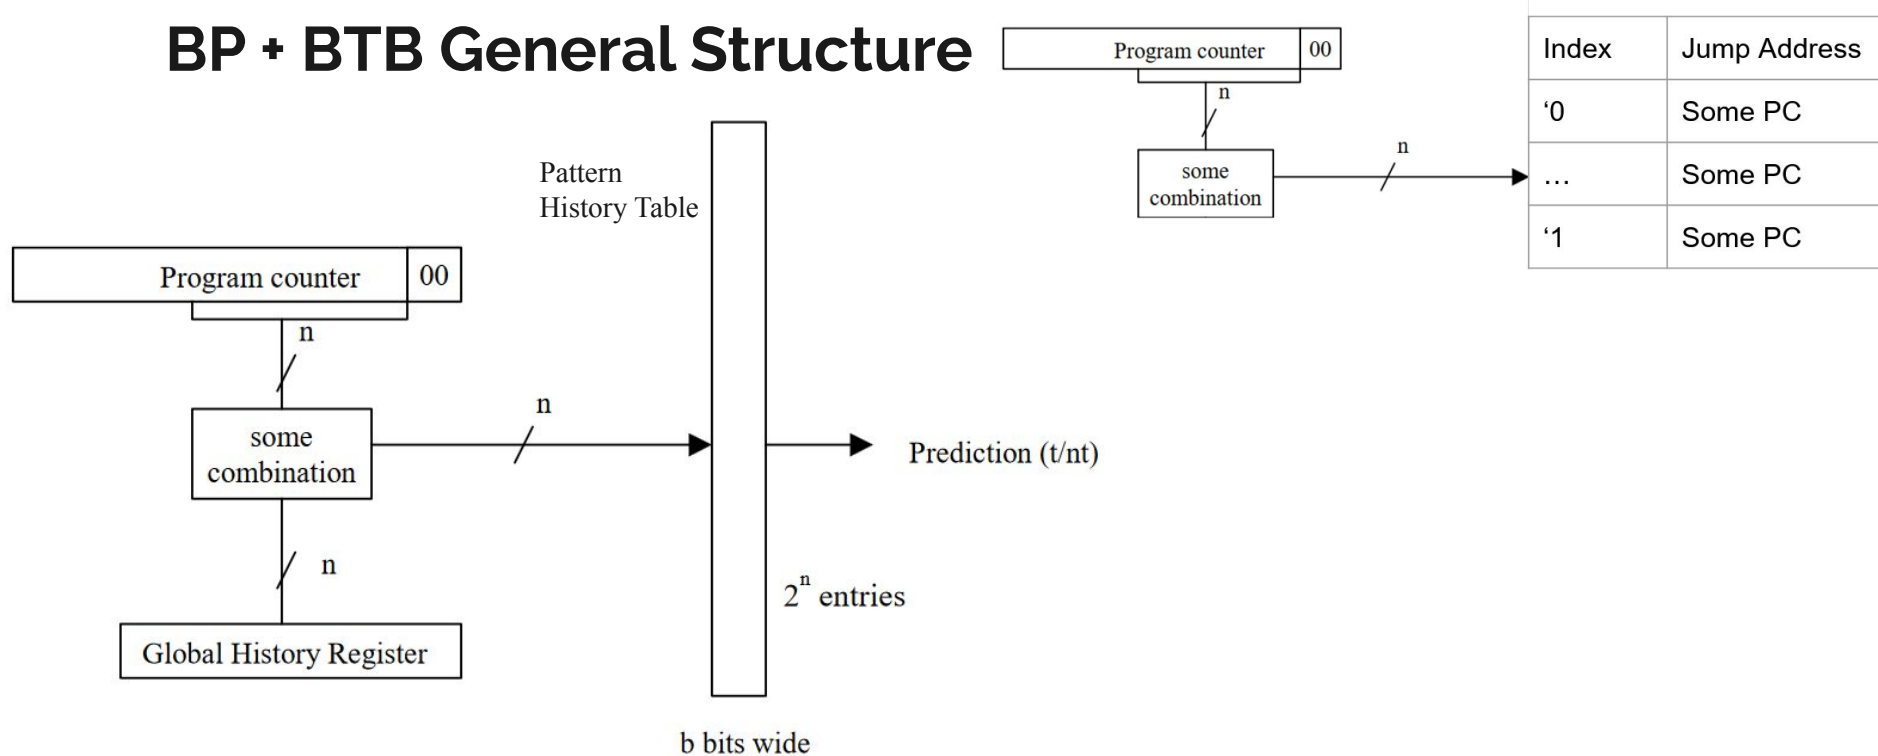 BP + BTB General Structure
Program counter 00
n
some
combination
n
Index Jump Address
‘0 Some PC
… Some PC
‘1 Some PC
Pattern
History Table
Program counter 00
n
some
combination
n
n
Global History Register
Prediction (t/nt)
2^n entries
b bits wide